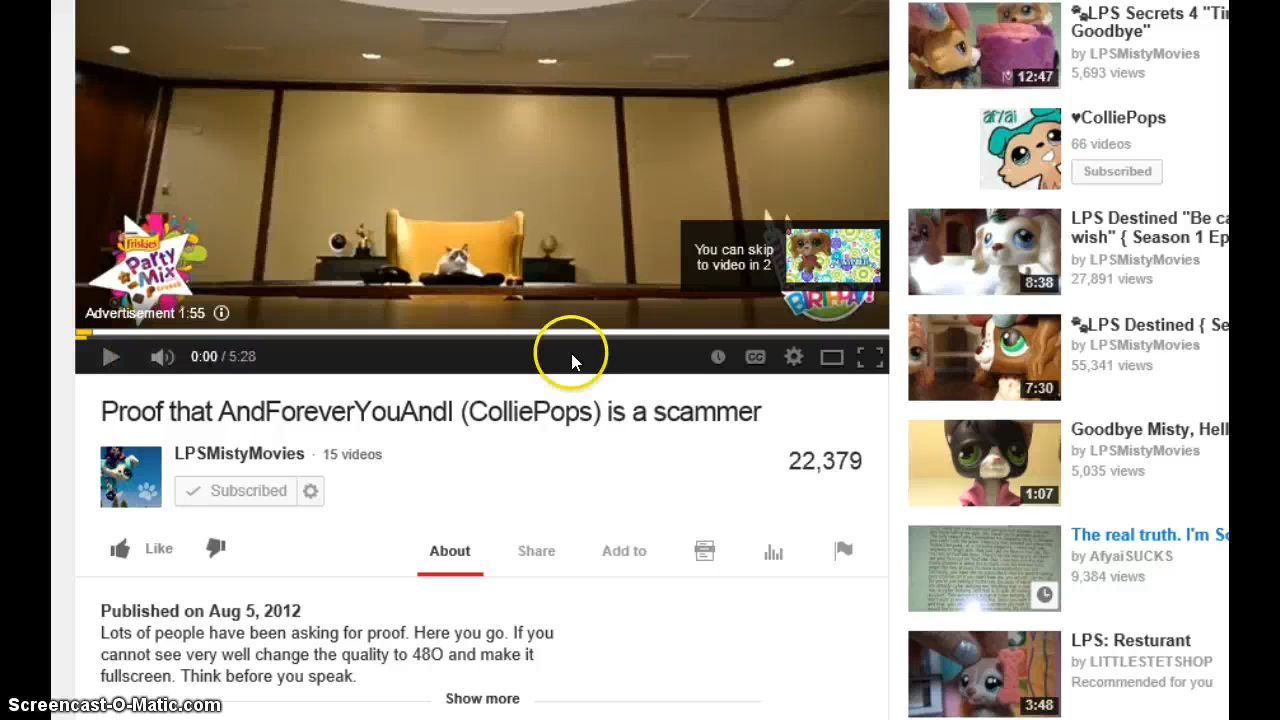 Friskies
Party
Mix
crunch
You can skip
to video in 2
BIRTHDAY!
Advertisement 1:55
0:00 / 5:28
CC
Proof that AndForeverYouAndI (ColliePops) is a scammer
LPSMistyMovies · 15 videos
Subscribed
22,379
Like
About
Share
Add to
Published on Aug 5, 2012
Lots of people have been asking for proof. Here you go. If you
cannot see very well change the quality to 48O and make it
fullscreen. Think before you speak.
Show more
LPS Secrets 4 "Tin
Goodbye"
by LPSMistyMovies
5,693 views
12:47
afyai
♥ColliePops
66 videos
Subscribed
LPS Destined "Be ca
wish" { Season 1 Ep
by LPSMistyMovies
27,891 views
8:38
LPS Destined { Se
by LPSMistyMovies
55,341 views
7:30
Goodbye Misty, Hell
by LPSMistyMovies
5,035 views
1:07
The real truth. I'm So
by AfyaiSUCKS
9,384 views
LPS: Resturant
by LITTLESTETSHOP
Recommended for you
3:48
Screencast-O-Matic.com